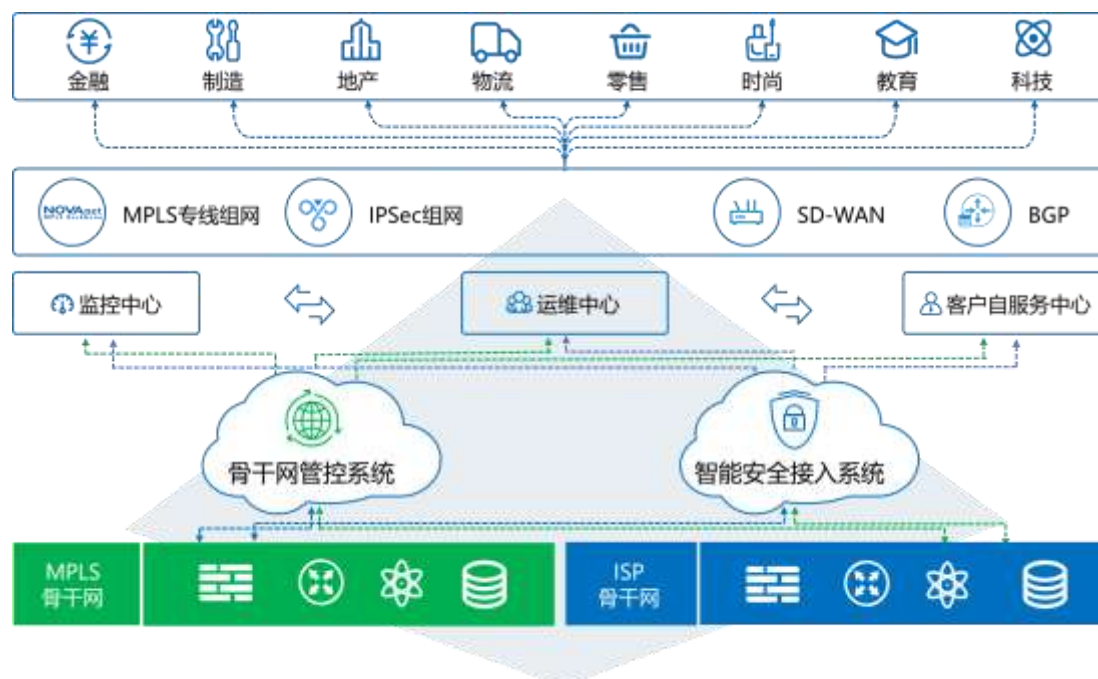 金融
制造
地产
物流
零售
时尚
教育
科技
NOVAnet
MPLS专线组网
IPSec组网
SD-WAN
BGP
监控中心
运维中心
客户自服务中心
骨干网管控系统
智能安全接入系统
MPLS
骨干网
ISP
骨干网